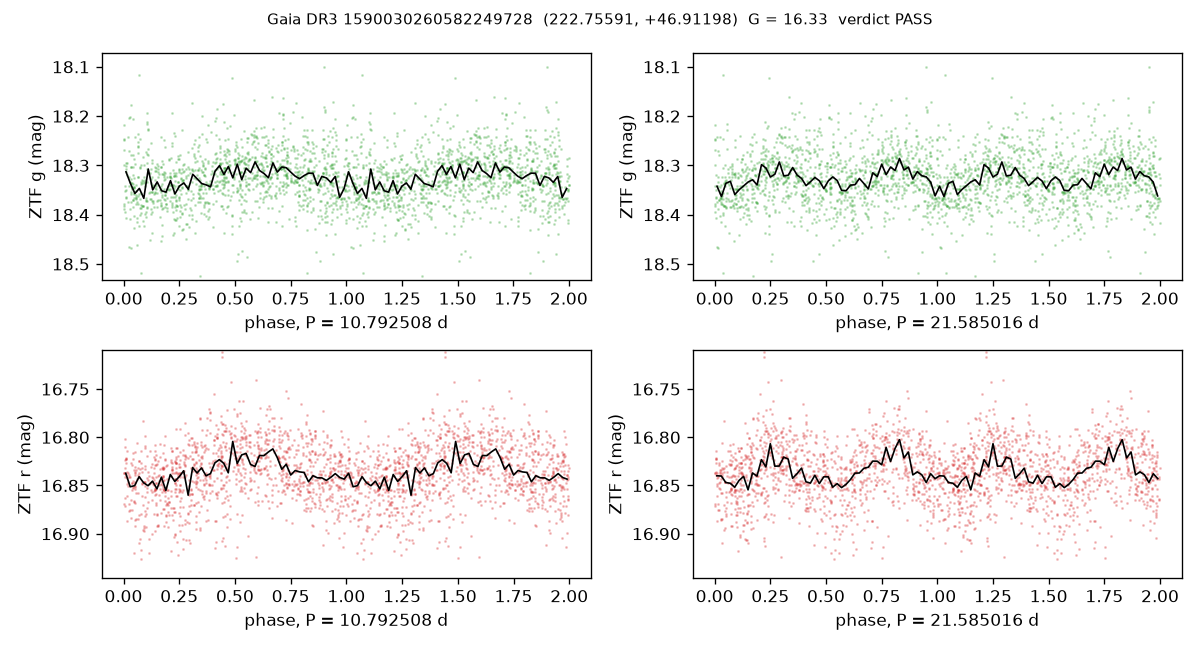 Gaia DR3 1590030260582249728 (222.75591, +46.91198) G = 16.33 verdict PASS
ZTF g (mag)
18.1
18.2
18.3
18.4
18.5
0.00 0.25 0.50 0.75 1.00 1.25 1.50 1.75 2.00
phase, P = 10.792508 d
ZTF g (mag)
18.1
18.2
18.3
18.4
18.5
0.00 0.25 0.50 0.75 1.00 1.25 1.50 1.75 2.00
phase, P = 21.585016 d
ZTF r (mag)
16.75
16.80
16.85
16.90
0.00 0.25 0.50 0.75 1.00 1.25 1.50 1.75 2.00
phase, P = 10.792508 d
ZTF r (mag)
16.75
16.80
16.85
16.90
0.00 0.25 0.50 0.75 1.00 1.25 1.50 1.75 2.00
phase, P = 21.585016 d